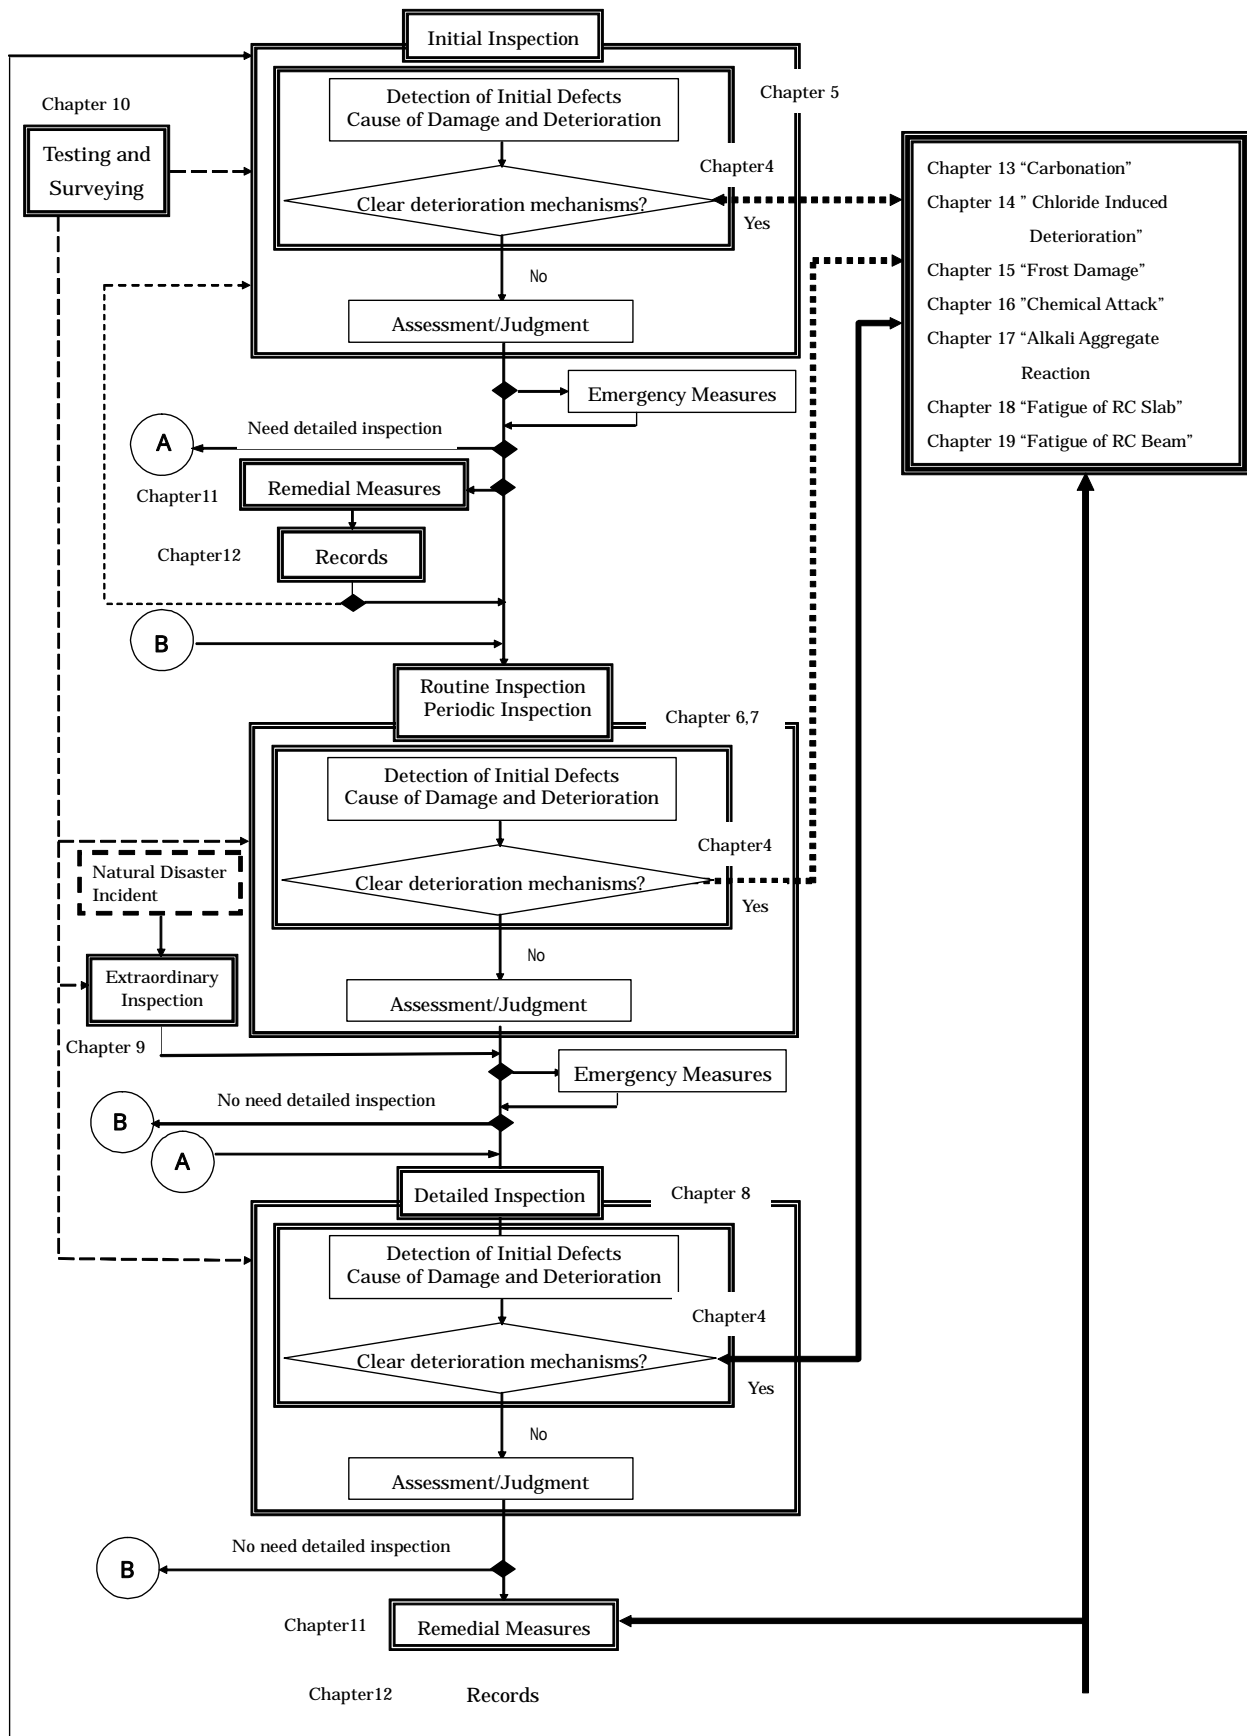 Initial Inspection
Detection of Initial Defects
Cause of Damage and Deterioration
Chapter 5
Chapter 10
Testing and
Surveying
Chapter4
Clear deterioration mechanisms?
Yes
No
Assessment/Judgment
Chapter 13 “Carbonation”
Chapter 14 ” Chloride Induced
Deterioration”
Chapter 15 “Frost Damage”
Chapter 16 ”Chemical Attack”
Chapter 17 “Alkali Aggregate
Reaction
Chapter 18 “Fatigue of RC Slab”
Chapter 19 “Fatigue of RC Beam”
Emergency Measures
Need detailed inspection
A
Chapter11
Remedial Measures
Chapter12
Records
B
Routine Inspection
Periodic Inspection
Chapter 6,7
Detection of Initial Defects
Cause of Damage and Deterioration
Chapter4
Clear deterioration mechanisms?
Yes
Natural Disaster
Incident
No
Extraordinary
Inspection
Assessment/Judgment
Chapter 9
Emergency Measures
No need detailed inspection
B
A
Detailed Inspection
Chapter 8
Detection of Initial Defects
Cause of Damage and Deterioration
Chapter4
Clear deterioration mechanisms?
Yes
No
Assessment/Judgment
No need detailed inspection
B
Chapter11
Remedial Measures
Chapter12
Records